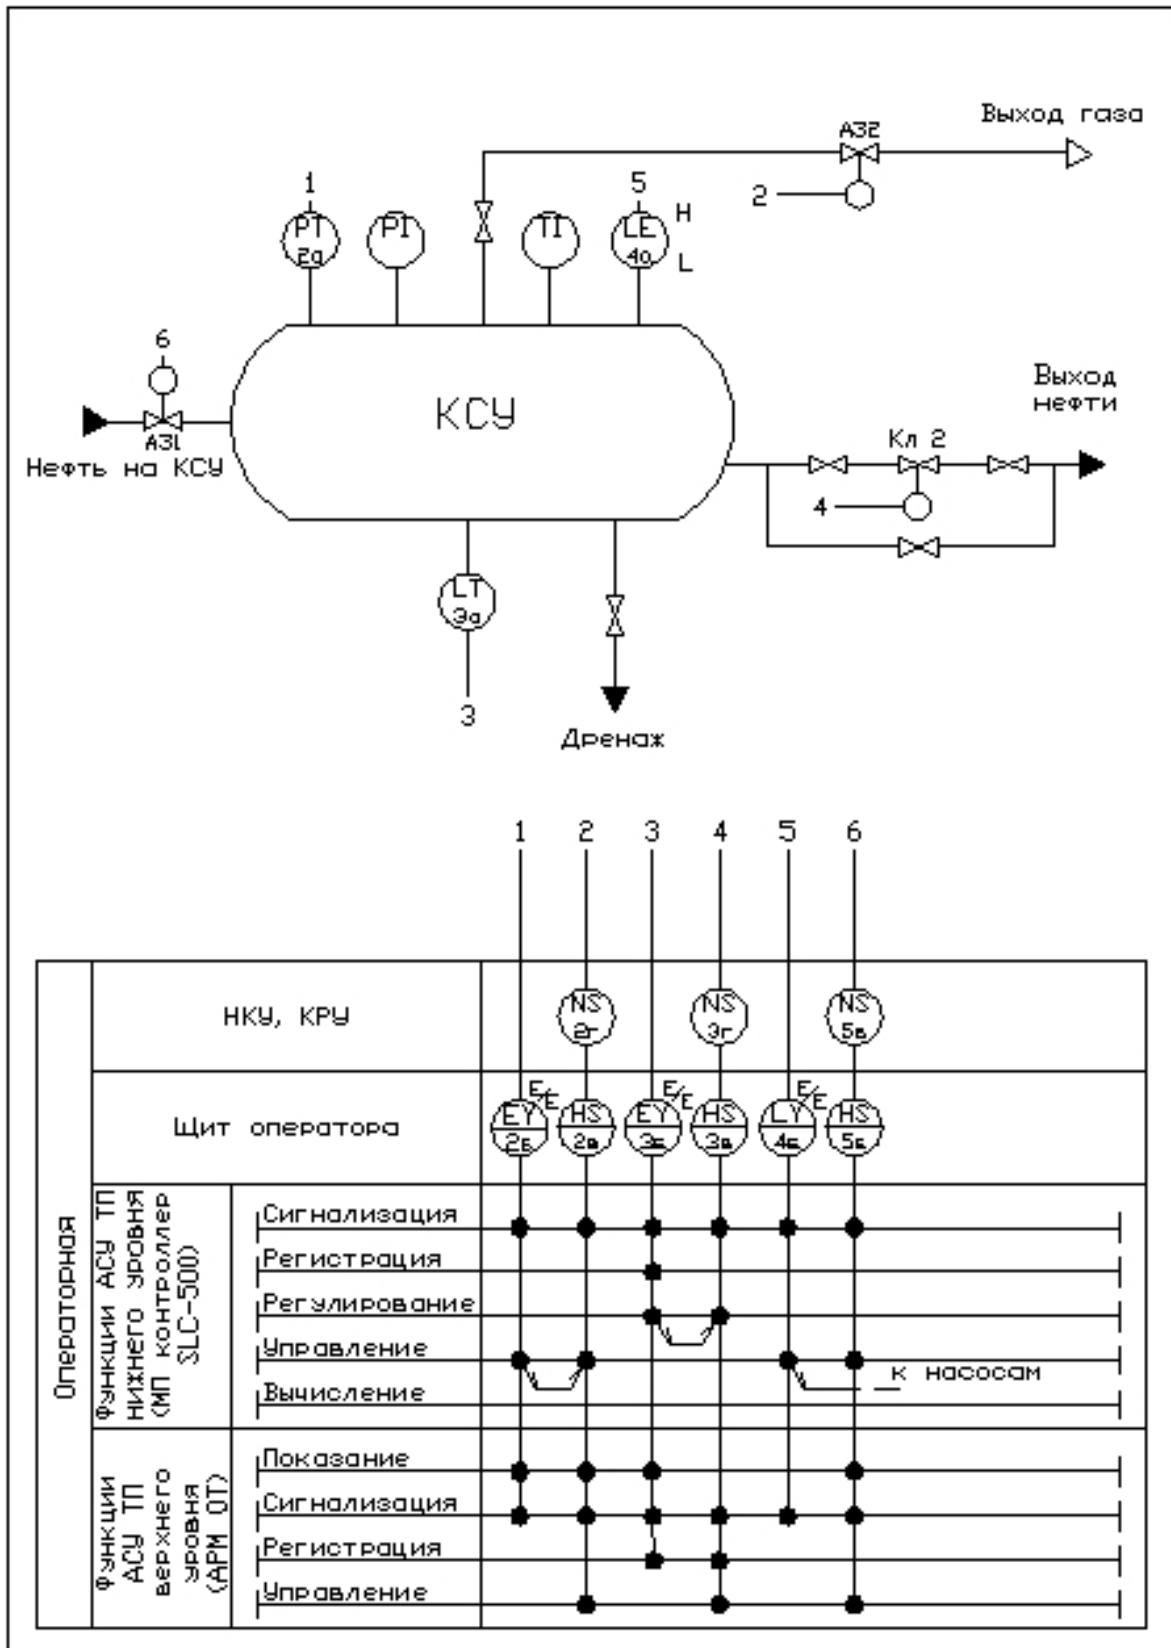 Выход газа
АЗ2
1
5
2
PT
2а
PI
TI
LE
4а
H
L
6
АЗ1
Нефть на КСУ
КСУ
Выход
нефти
Кл 2
4
LT
3а
3
Дренаж
1 2 3 4 5 6
НКУ, КРУ
NS
2г
NS
3г
NS
5в
Щит оператора
E/E
EY
2б
HS
2в
E/E
EY
3б
HS
3в
E/E
LY
4б
HS
5б
Операторная
Функции АСУ ТП
нижнего уровня
(МП контроллер
SLC-500)
Сигнализация
Регистрация
Регулирование
Управление
к насосам
Вычисление
Функции
АСУ ТП
верхнего
уровня
(АРМ ОТ)
Показание
Сигнализация
Регистрация
Управление